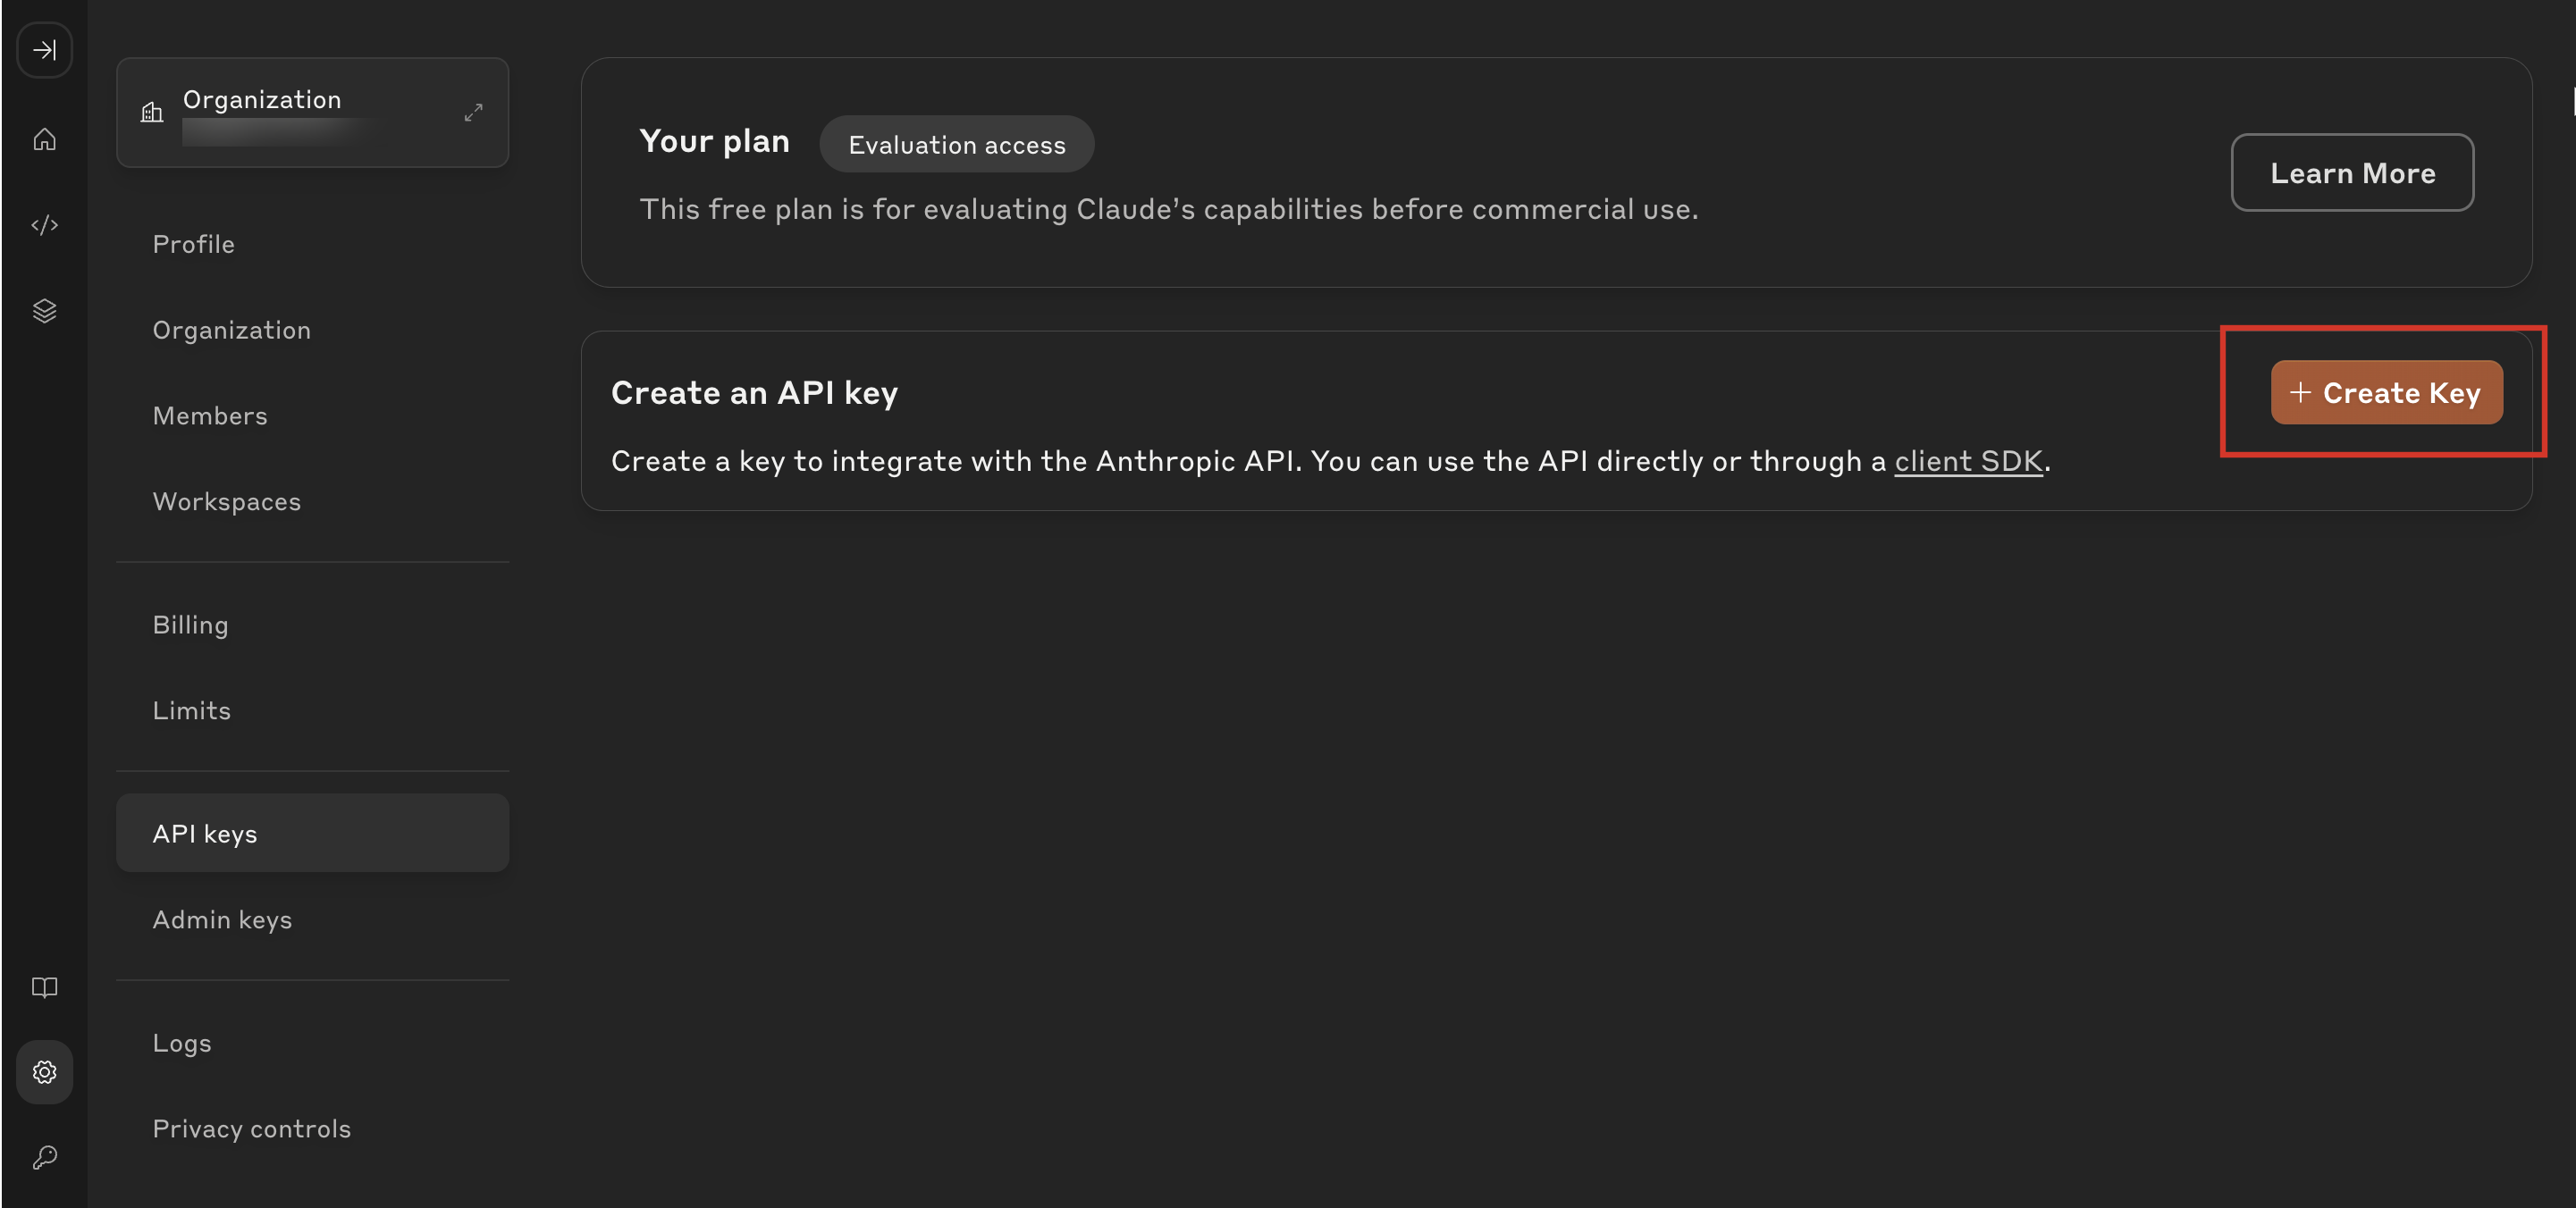 Organization
Profile
Organization
Members
Workspaces
Billing
Limits
API keys
Admin keys
Logs
Privacy controls
Your plan
Evaluation access
This free plan is for evaluating Claude’s capabilities before commercial use.
Learn More
Create an API key
+ Create Key
Create a key to integrate with the Anthropic API. You can use the API directly or through a client SDK.